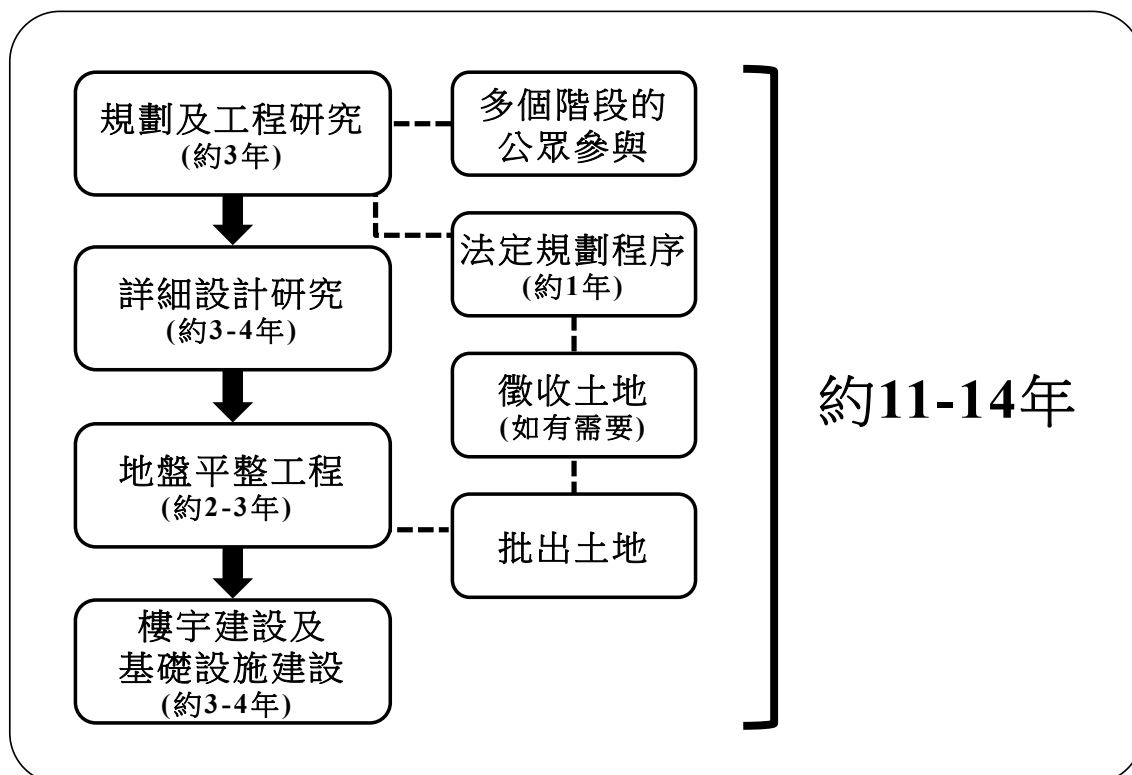 規劃及工程研究
(約3年)
多個階段的
公眾參與
法定規劃程序
(約1年)
詳細設計研究
(約3-4年)
徵收土地
(如有需要)
約11-14年
地盤平整工程
(約2-3年)
批出土地
樓宇建設及
基礎設施建設
(約3-4年)